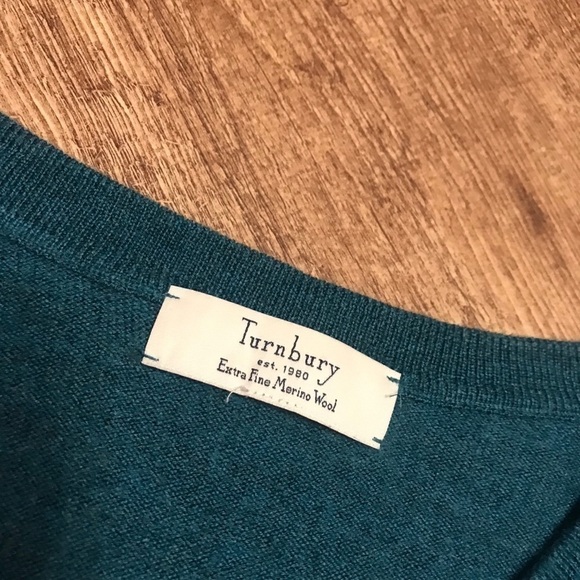 Turnbury
est. 1980
Extra Fine Merino Wool